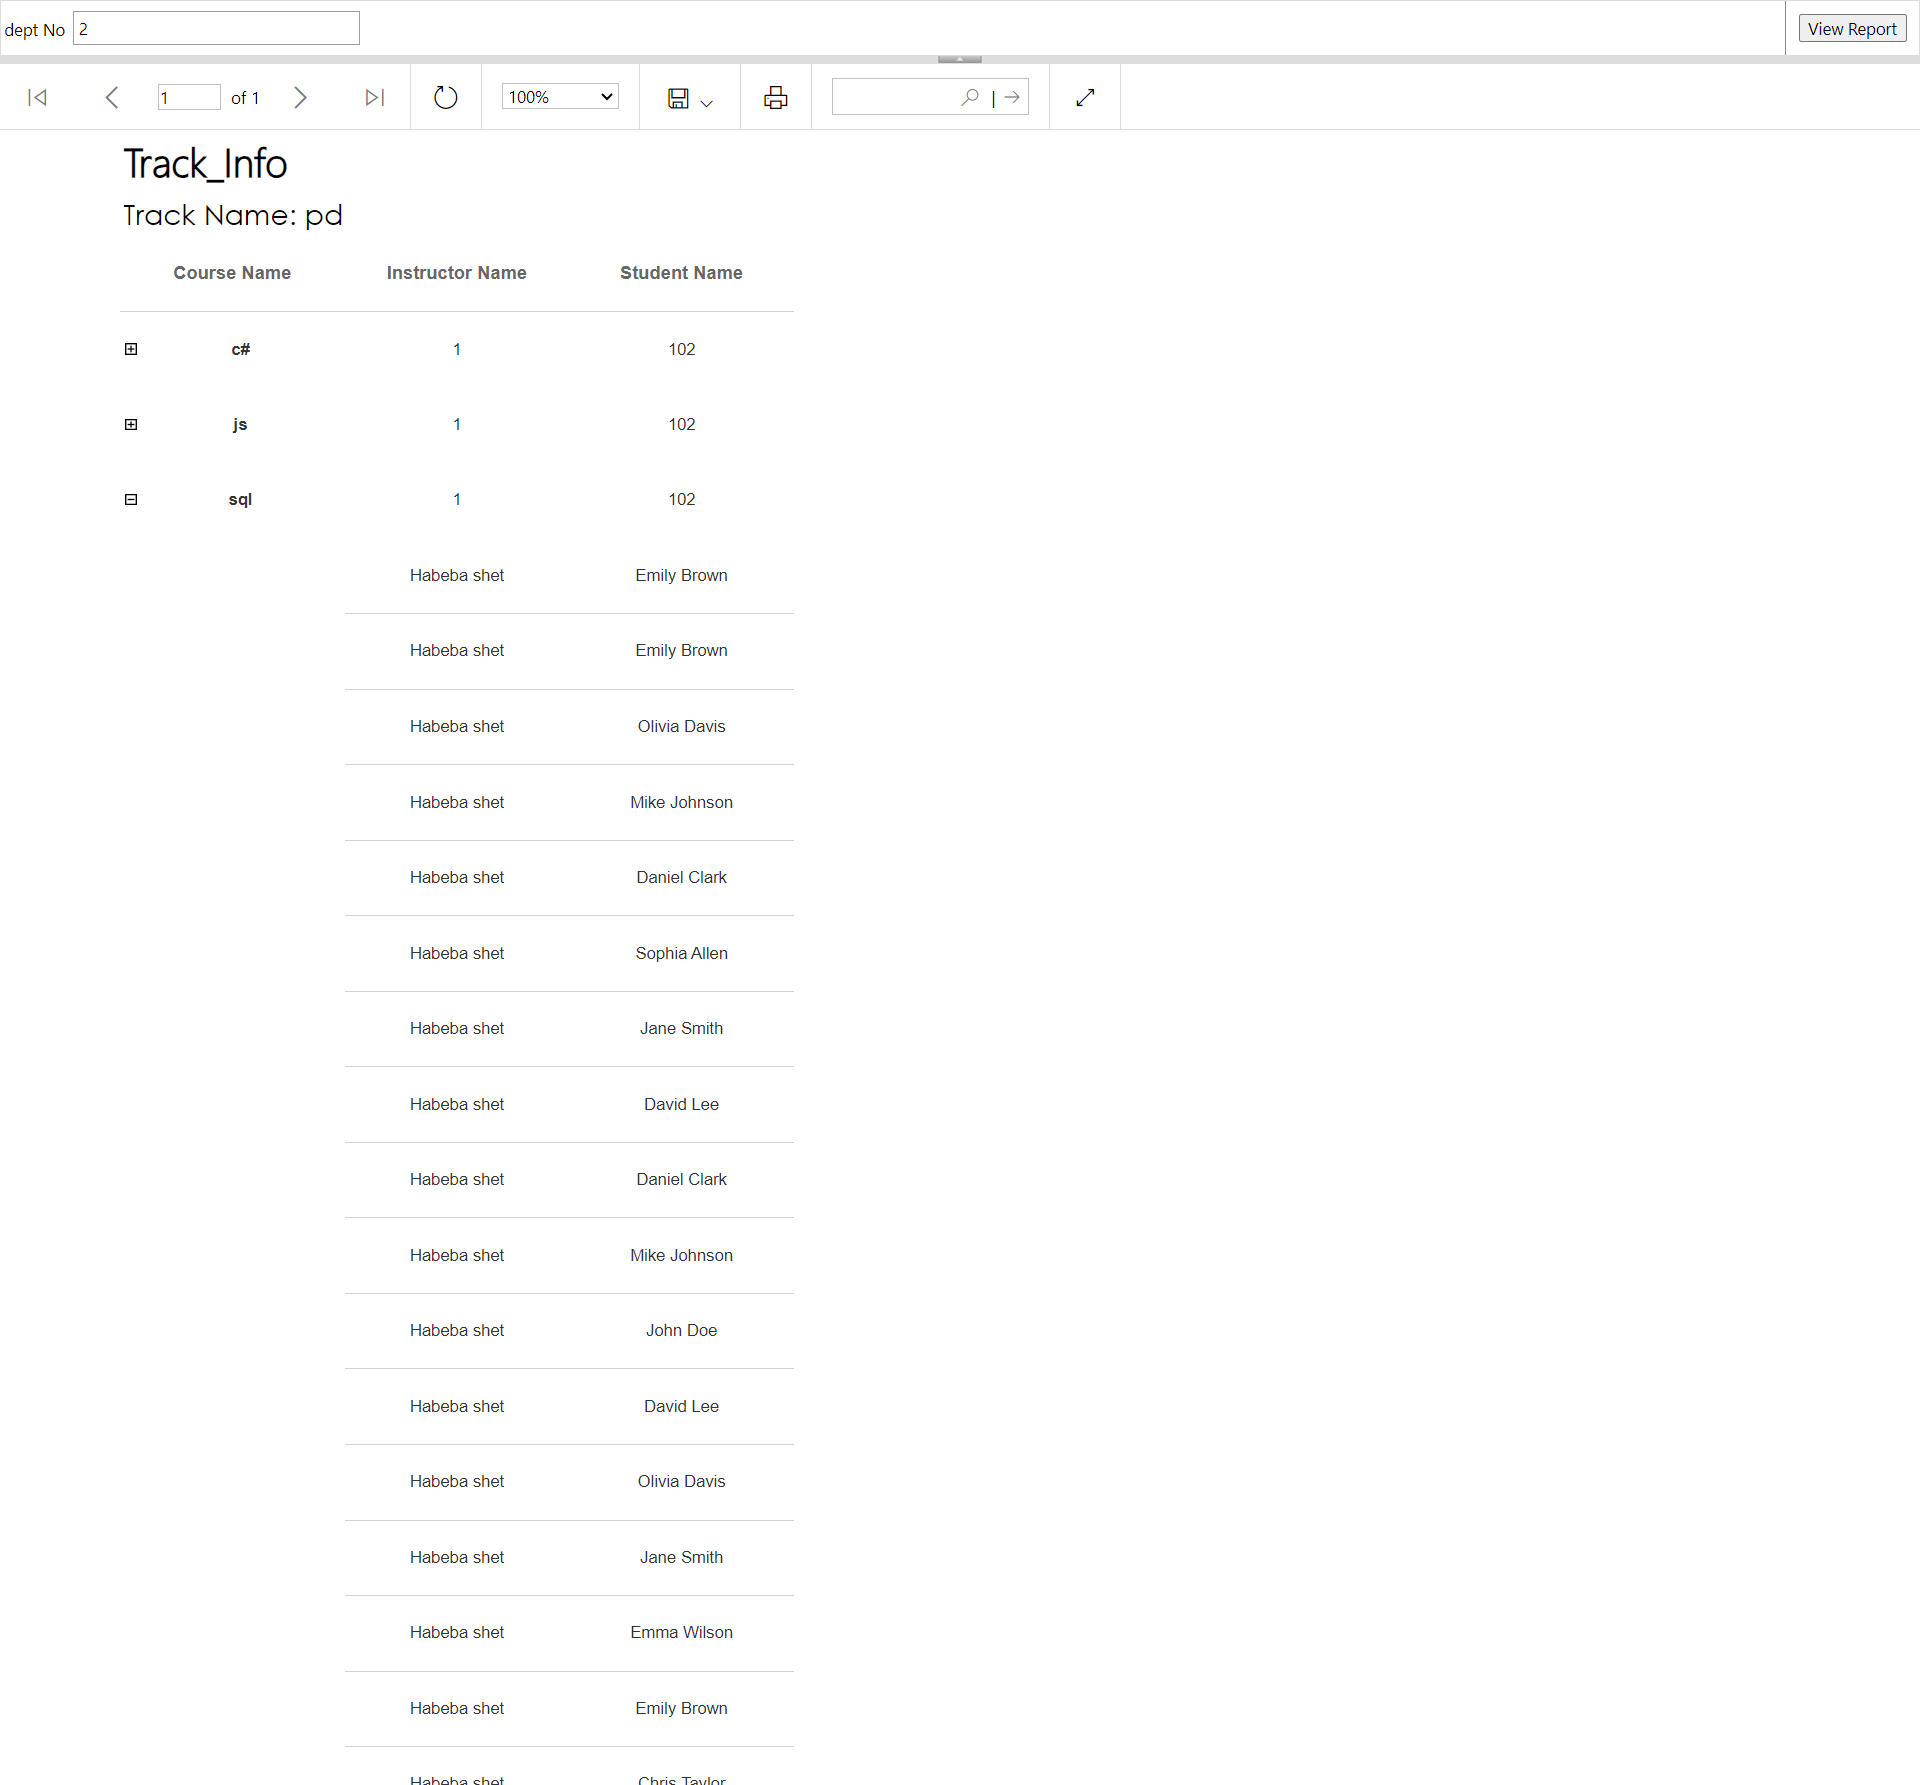 dept No 2 View Report
1 of 1 100% |
Track_Info
Track Name: pd
Course Name Instructor Name Student Name
c# 1 102
js 1 102
sql 1 102
Habeba shet Emily Brown
Habeba shet Emily Brown
Habeba shet Olivia Davis
Habeba shet Mike Johnson
Habeba shet Daniel Clark
Habeba shet Sophia Allen
Habeba shet Jane Smith
Habeba shet David Lee
Habeba shet Daniel Clark
Habeba shet Mike Johnson
Habeba shet John Doe
Habeba shet David Lee
Habeba shet Olivia Davis
Habeba shet Jane Smith
Habeba shet Emma Wilson
Habeba shet Emily Brown
Habeba shet Chris Taylor